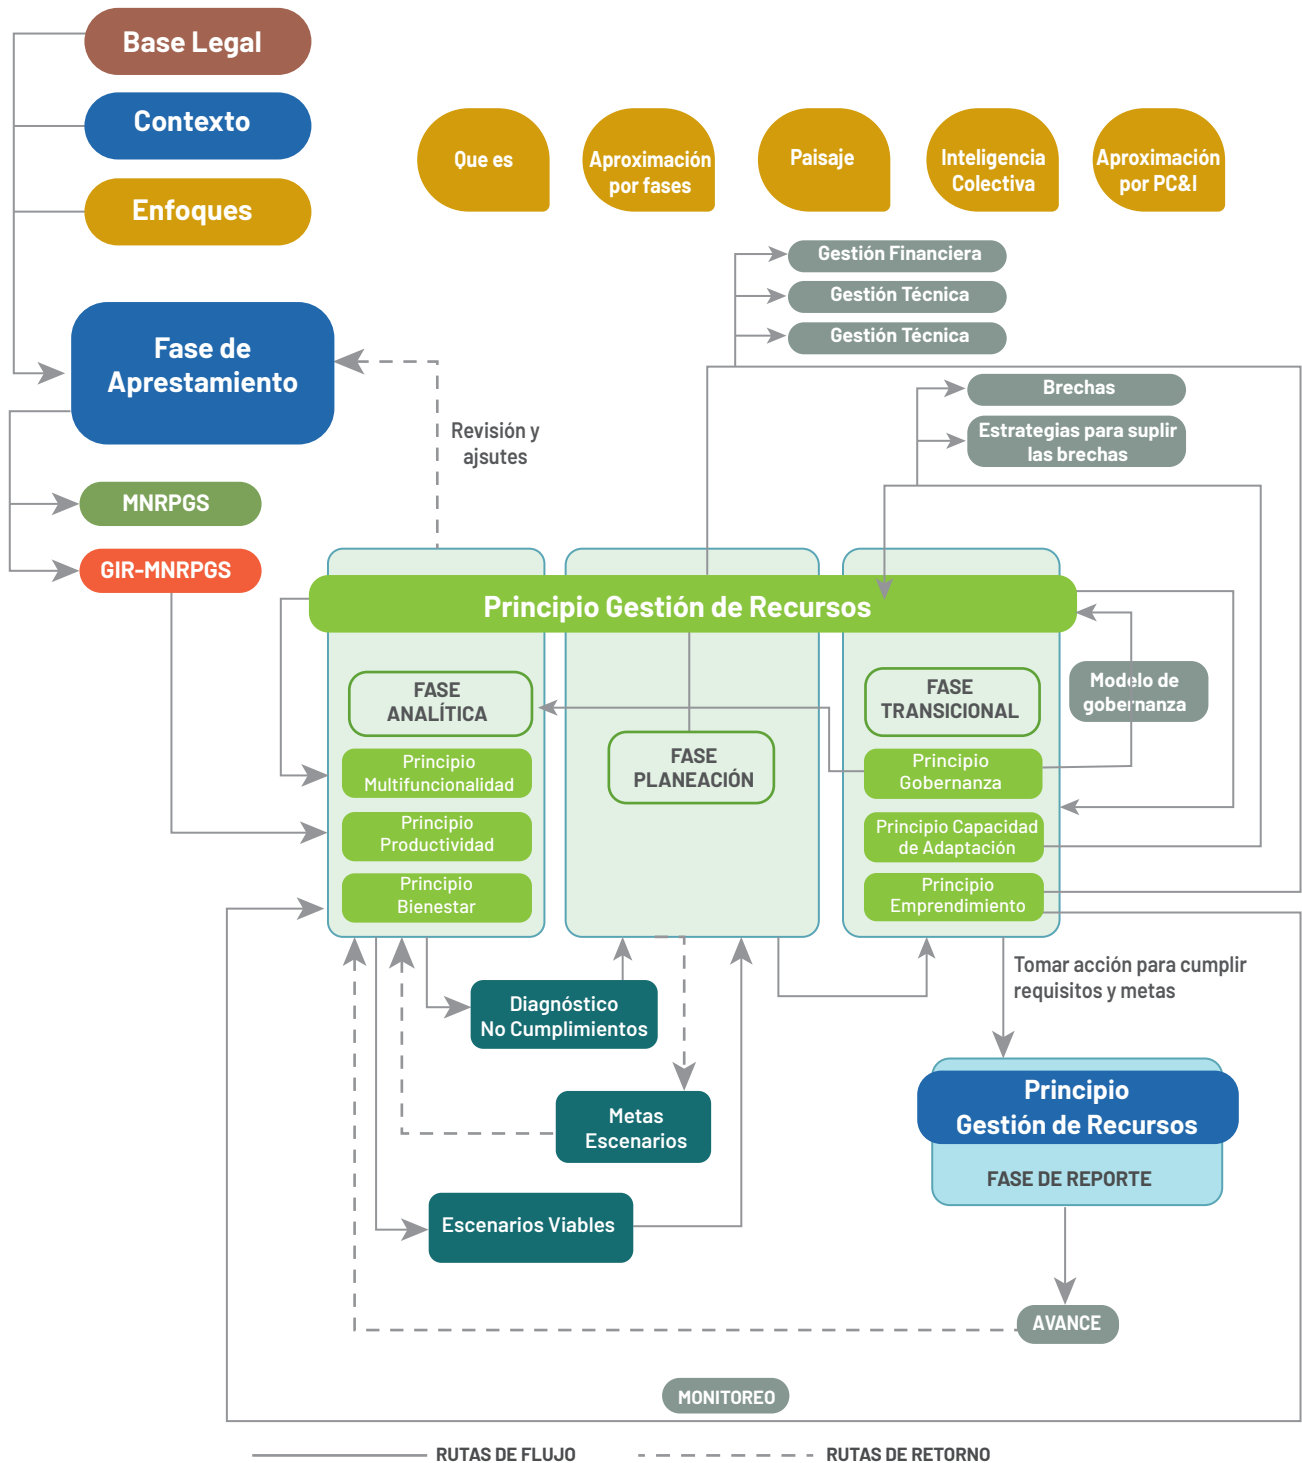 Base Legal
Contexto
Enfoques
Que es
Aproximación
por fases
Paisaje
Inteligencia
Colectiva
Aproximación
por PC&I
Gestión Financiera
Gestión Técnica
Gestión Técnica
Fase de
Aprestamiento
Brechas
Estrategias para suplir
las brechas
Revisión y
ajsutes
MNRPGS
GIR-MNRPGS
Principio Gestión de Recursos
FASE
ANALÍTICA
Principio
Multifuncionalidad
Principio
Productividad
Principio
Bienestar
FASE
PLANEACIÓN
FASE
TRANSICIONAL
Principio
Gobernanza
Principio Capacidad
de Adaptación
Principio
Emprendimiento
Modelo de
gobernanza
Diagnóstico
No Cumplimientos
Metas
Escenarios
Escenarios Viables
Tomar acción para cumplir
requisitos y metas
Principio
Gestión de Recursos
FASE DE REPORTE
AVANCE
MONITOREO
RUTAS DE FLUJO
RUTAS DE RETORNO